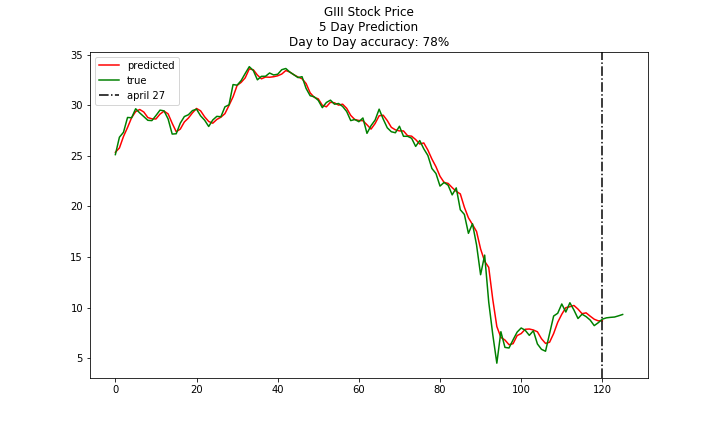 GIII Stock Price
5 Day Prediction
Day to Day accuracy: 78%
predicted
true
april 27
35
30
25
20
15
10
5
0 20 40 60 80 100 120